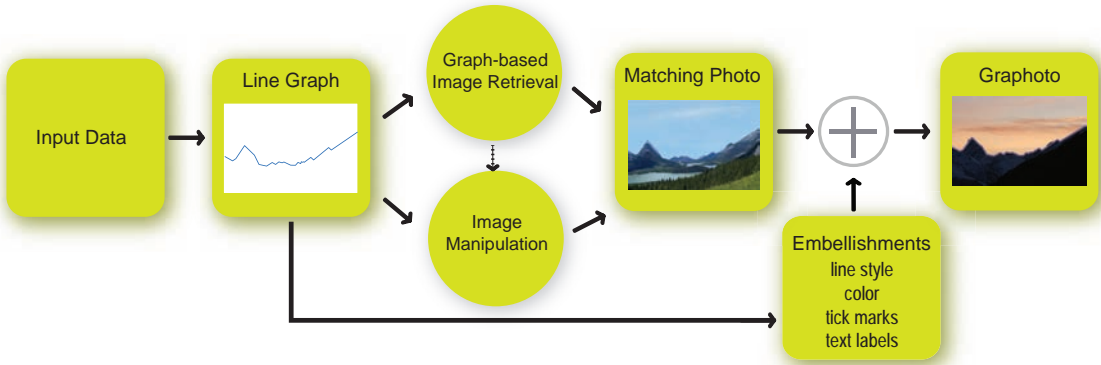 Input Data
Line Graph
Graph-based
Image Retrieval
Image
Manipulation
Matching Photo
Embellishments
line style
color
tick marks
text labels
Graphoto